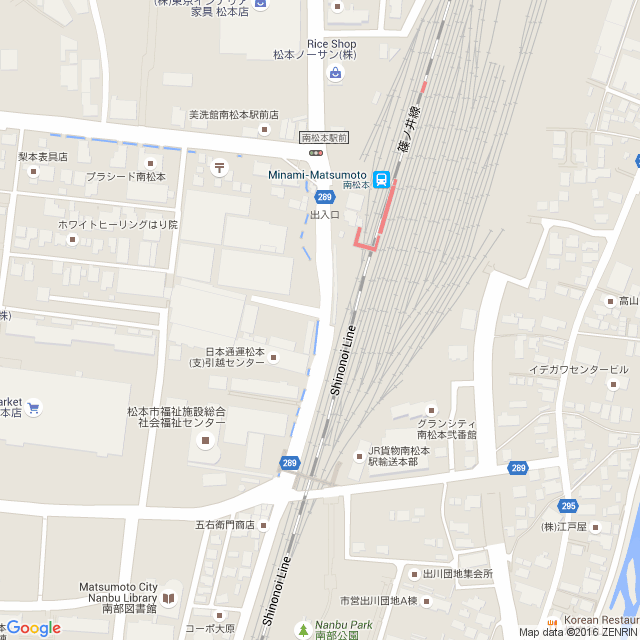 (株)東京インテリア
家具 松本店
Rice Shop
松本ノーサン(株)
美洗館南松本駅前店
南松本駅前
篠ノ井線
梨本表具店
ブラシード南松本
Minami-Matsumoto
南松本
289
出入口
ホワイトヒーリングはり院
高山
株)
Shinonoi Line
日本通運松本
(支)引越センター
イデガワセンタービル
arket
本店
松本市福祉施設総合
社会福祉センター
グランシティ
南松本弐番館
JR貨物南松本
駅輸送本部
289
289
295
五右衛門商店
(株)江戸屋
Shinonoi Line
出川団地集会所
Matsumoto City
Nanbu Library
南部図書館
市営出川団地A棟
コーポ大原
Nanbu Park
南部公園
Korean Restau
Google
Map data ©2016 ZENRIN